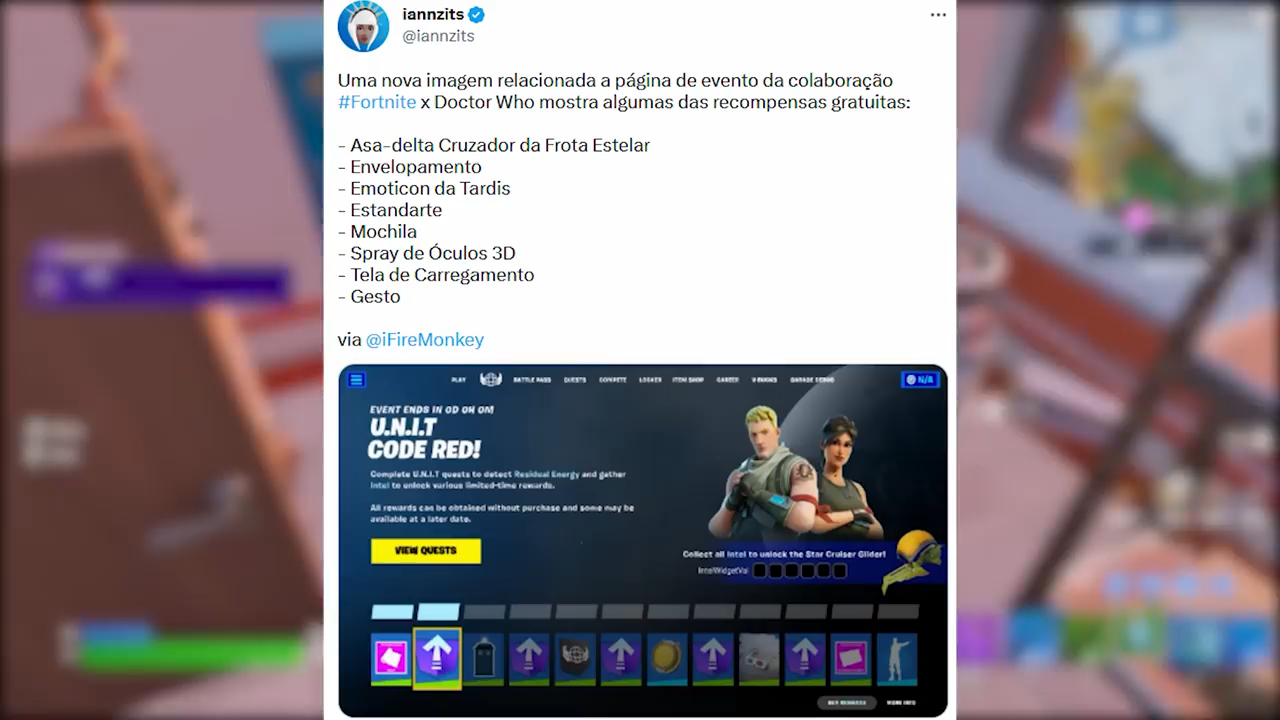 iannzits
@iannzits
Uma nova imagem relacionada a página de evento da colaboração
#Fortnite x Doctor Who mostra algumas das recompensas gratuitas:
- Asa-delta Cruzador da Frota Estelar
- Envelopamento
- Emoticon da Tardis
- Estandarte
- Mochila
- Spray de Óculos 3D
- Tela de Carregamento
- Gesto
via @iFireMonkey
PLAY BATTLE PASS QUESTS COMPETE LOCKER ITEM SHOP CAREER V-BUCKS GARAGE DEBUG
N/A
EVENT ENDS IN 0D 0H 0M!
U.N.I.T
CODE RED!
Complete U.N.I.T quests to detect Residual Energy and gather
Intel to unlock various limited-time rewards.
All rewards can be obtained without purchase and some may be
available at a later date.
VIEW QUESTS
Collect all Intel to unlock the Star Cruiser Glider!
IntelWidgetVal
MORE INFO